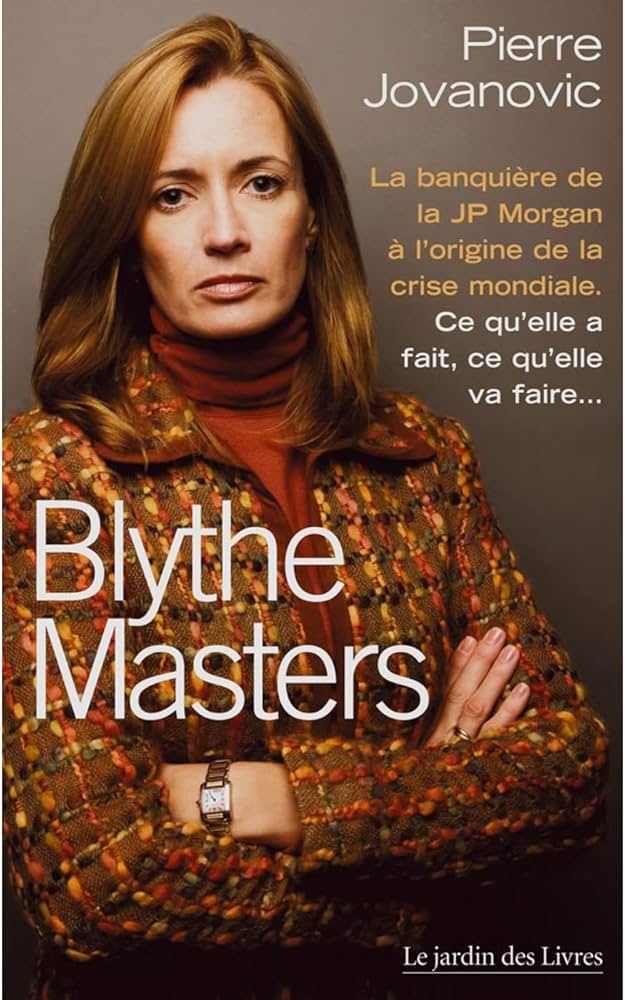 Pierre
Jovanovic
La banquière de
la JP Morgan
à l'origine de la
crise mondiale.
Ce qu'elle a
fait, ce qu'elle
va faire...
Blythe
Masters
Le jardin des Livres